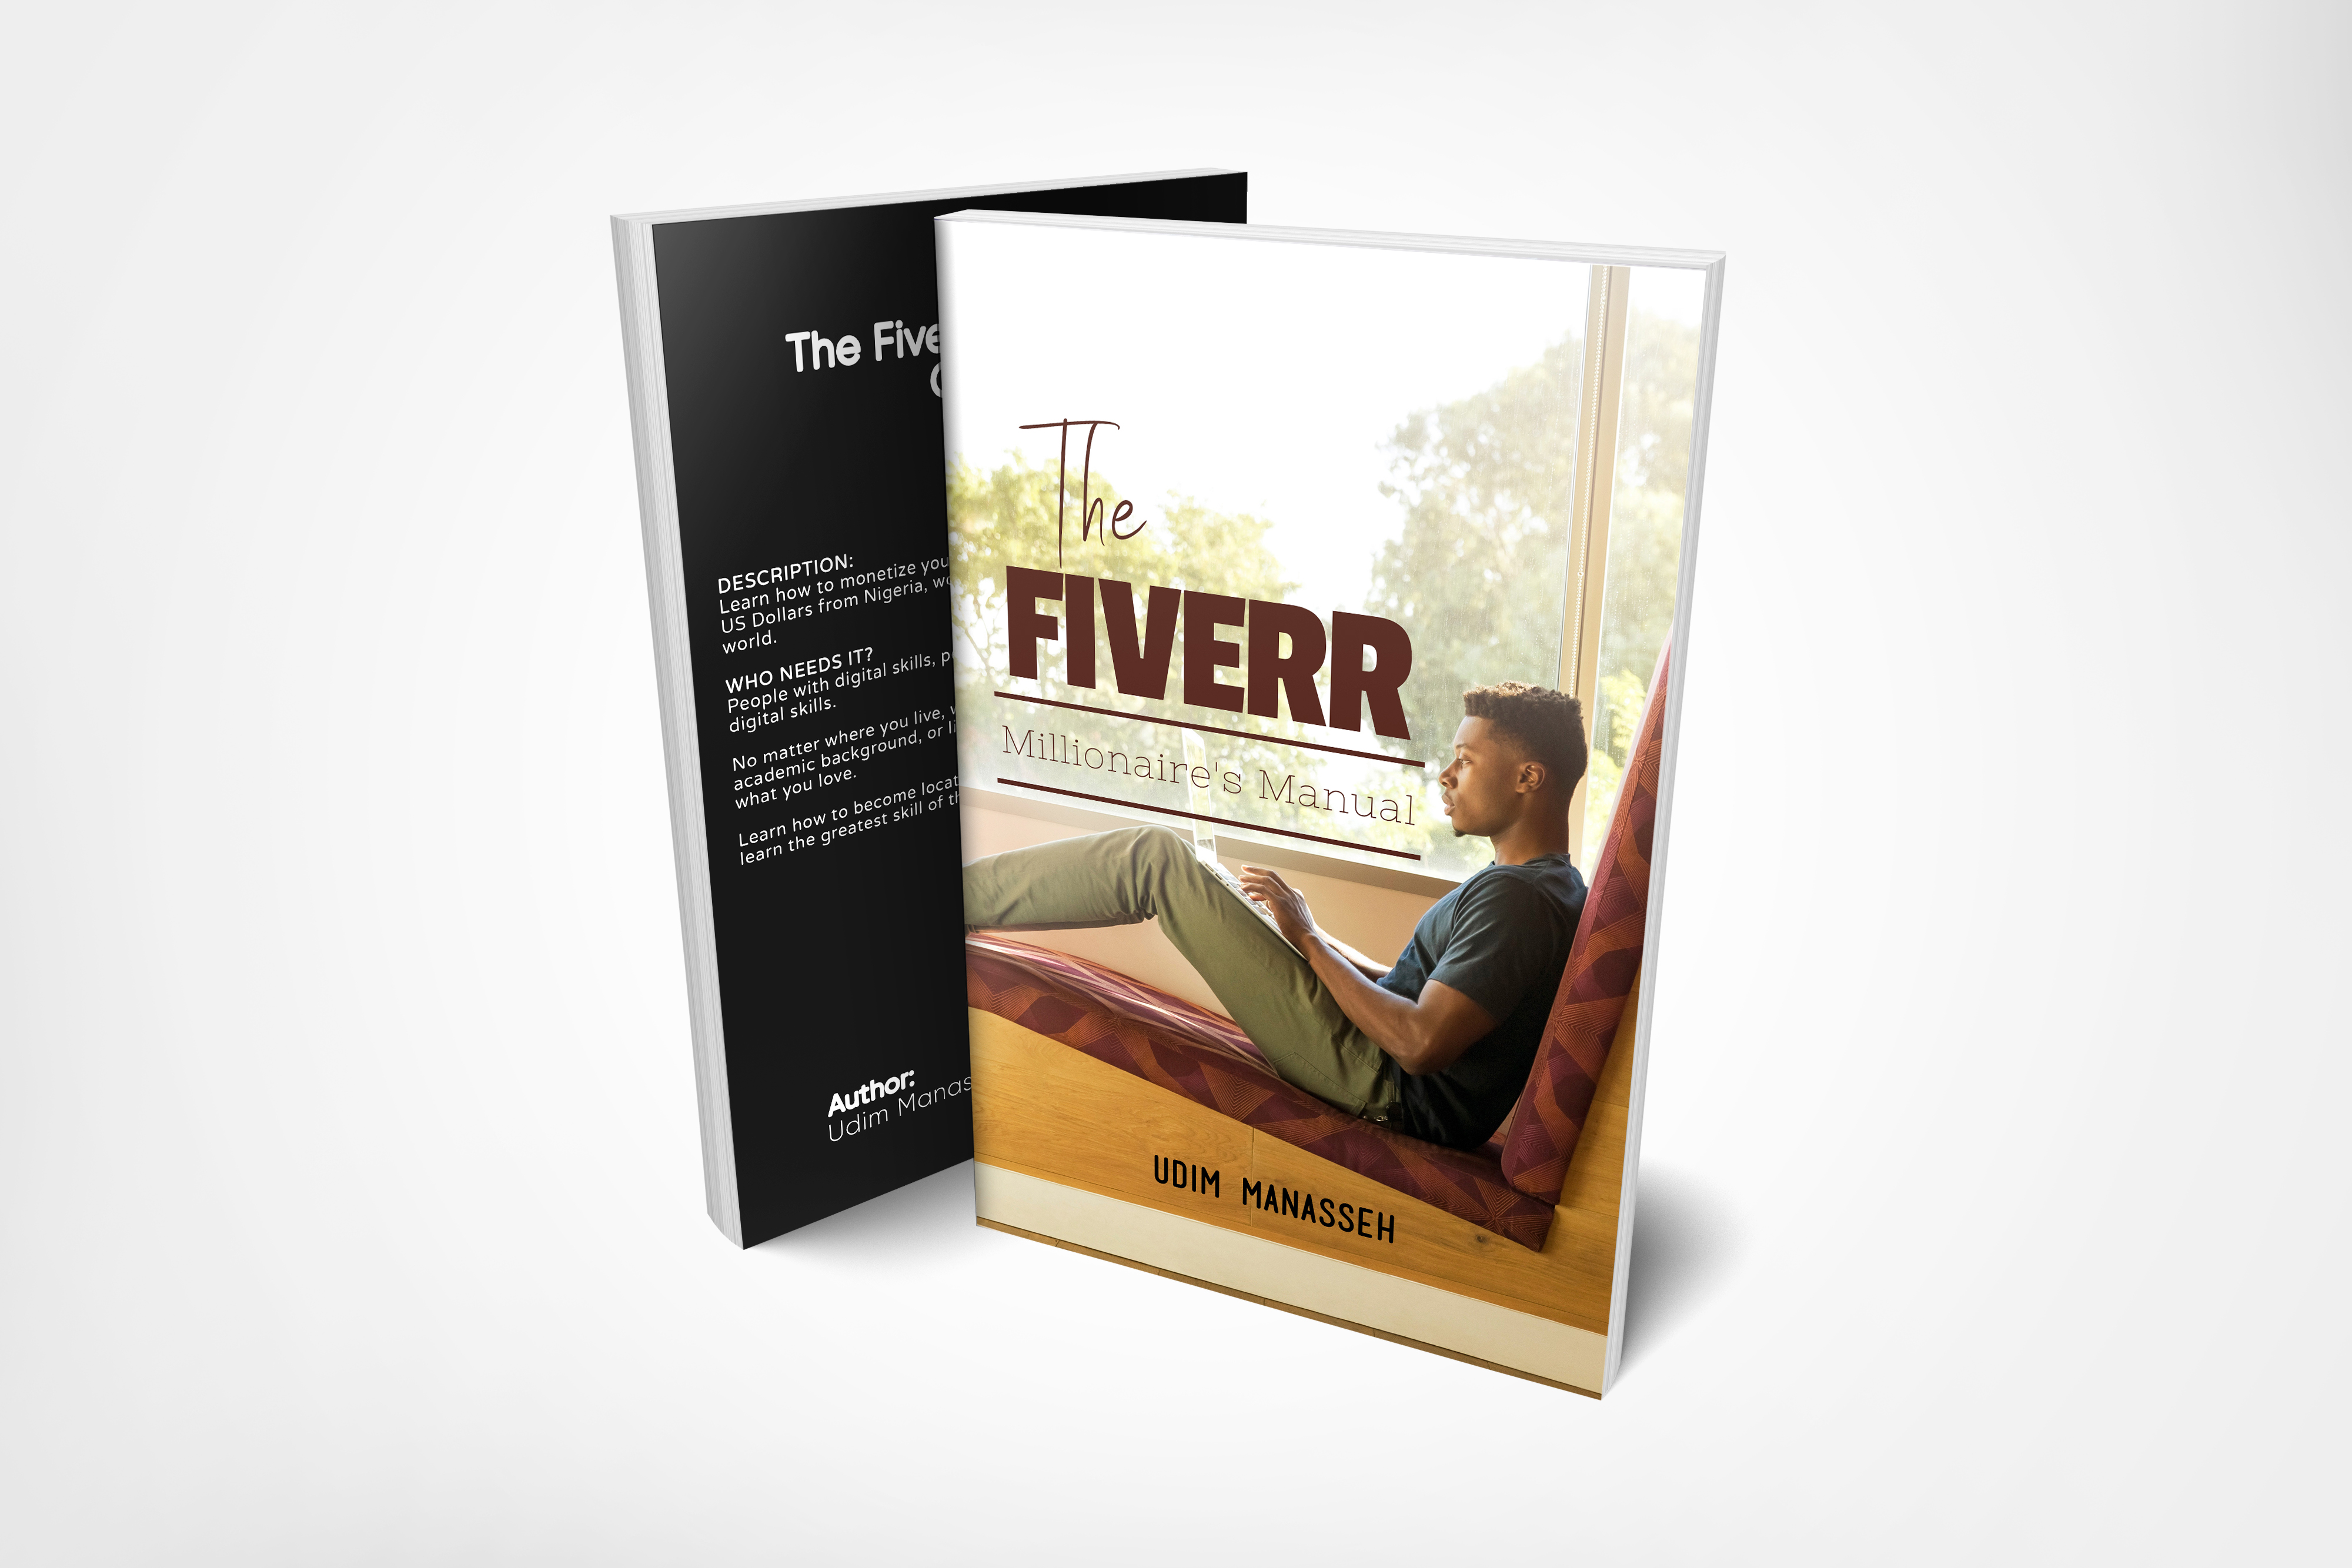 The
FIVERR
Millionaire's Manual
UDIM MANASSEH
The
DESCRIPTION:
Learn how to monetize
US Dollars from Nigeria,
world.
WHO NEEDS IT?
People with digital skills,
digital skills.
No matter where you live,
academic background, or
what you love.
Learn how to become
learn the greatest skill of
Author:
Udim